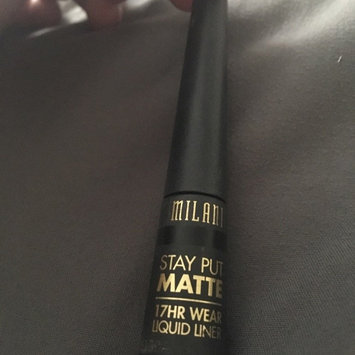 MILANI
STAY PUT
MATTE
17HR WEAR
LIQUID LINER